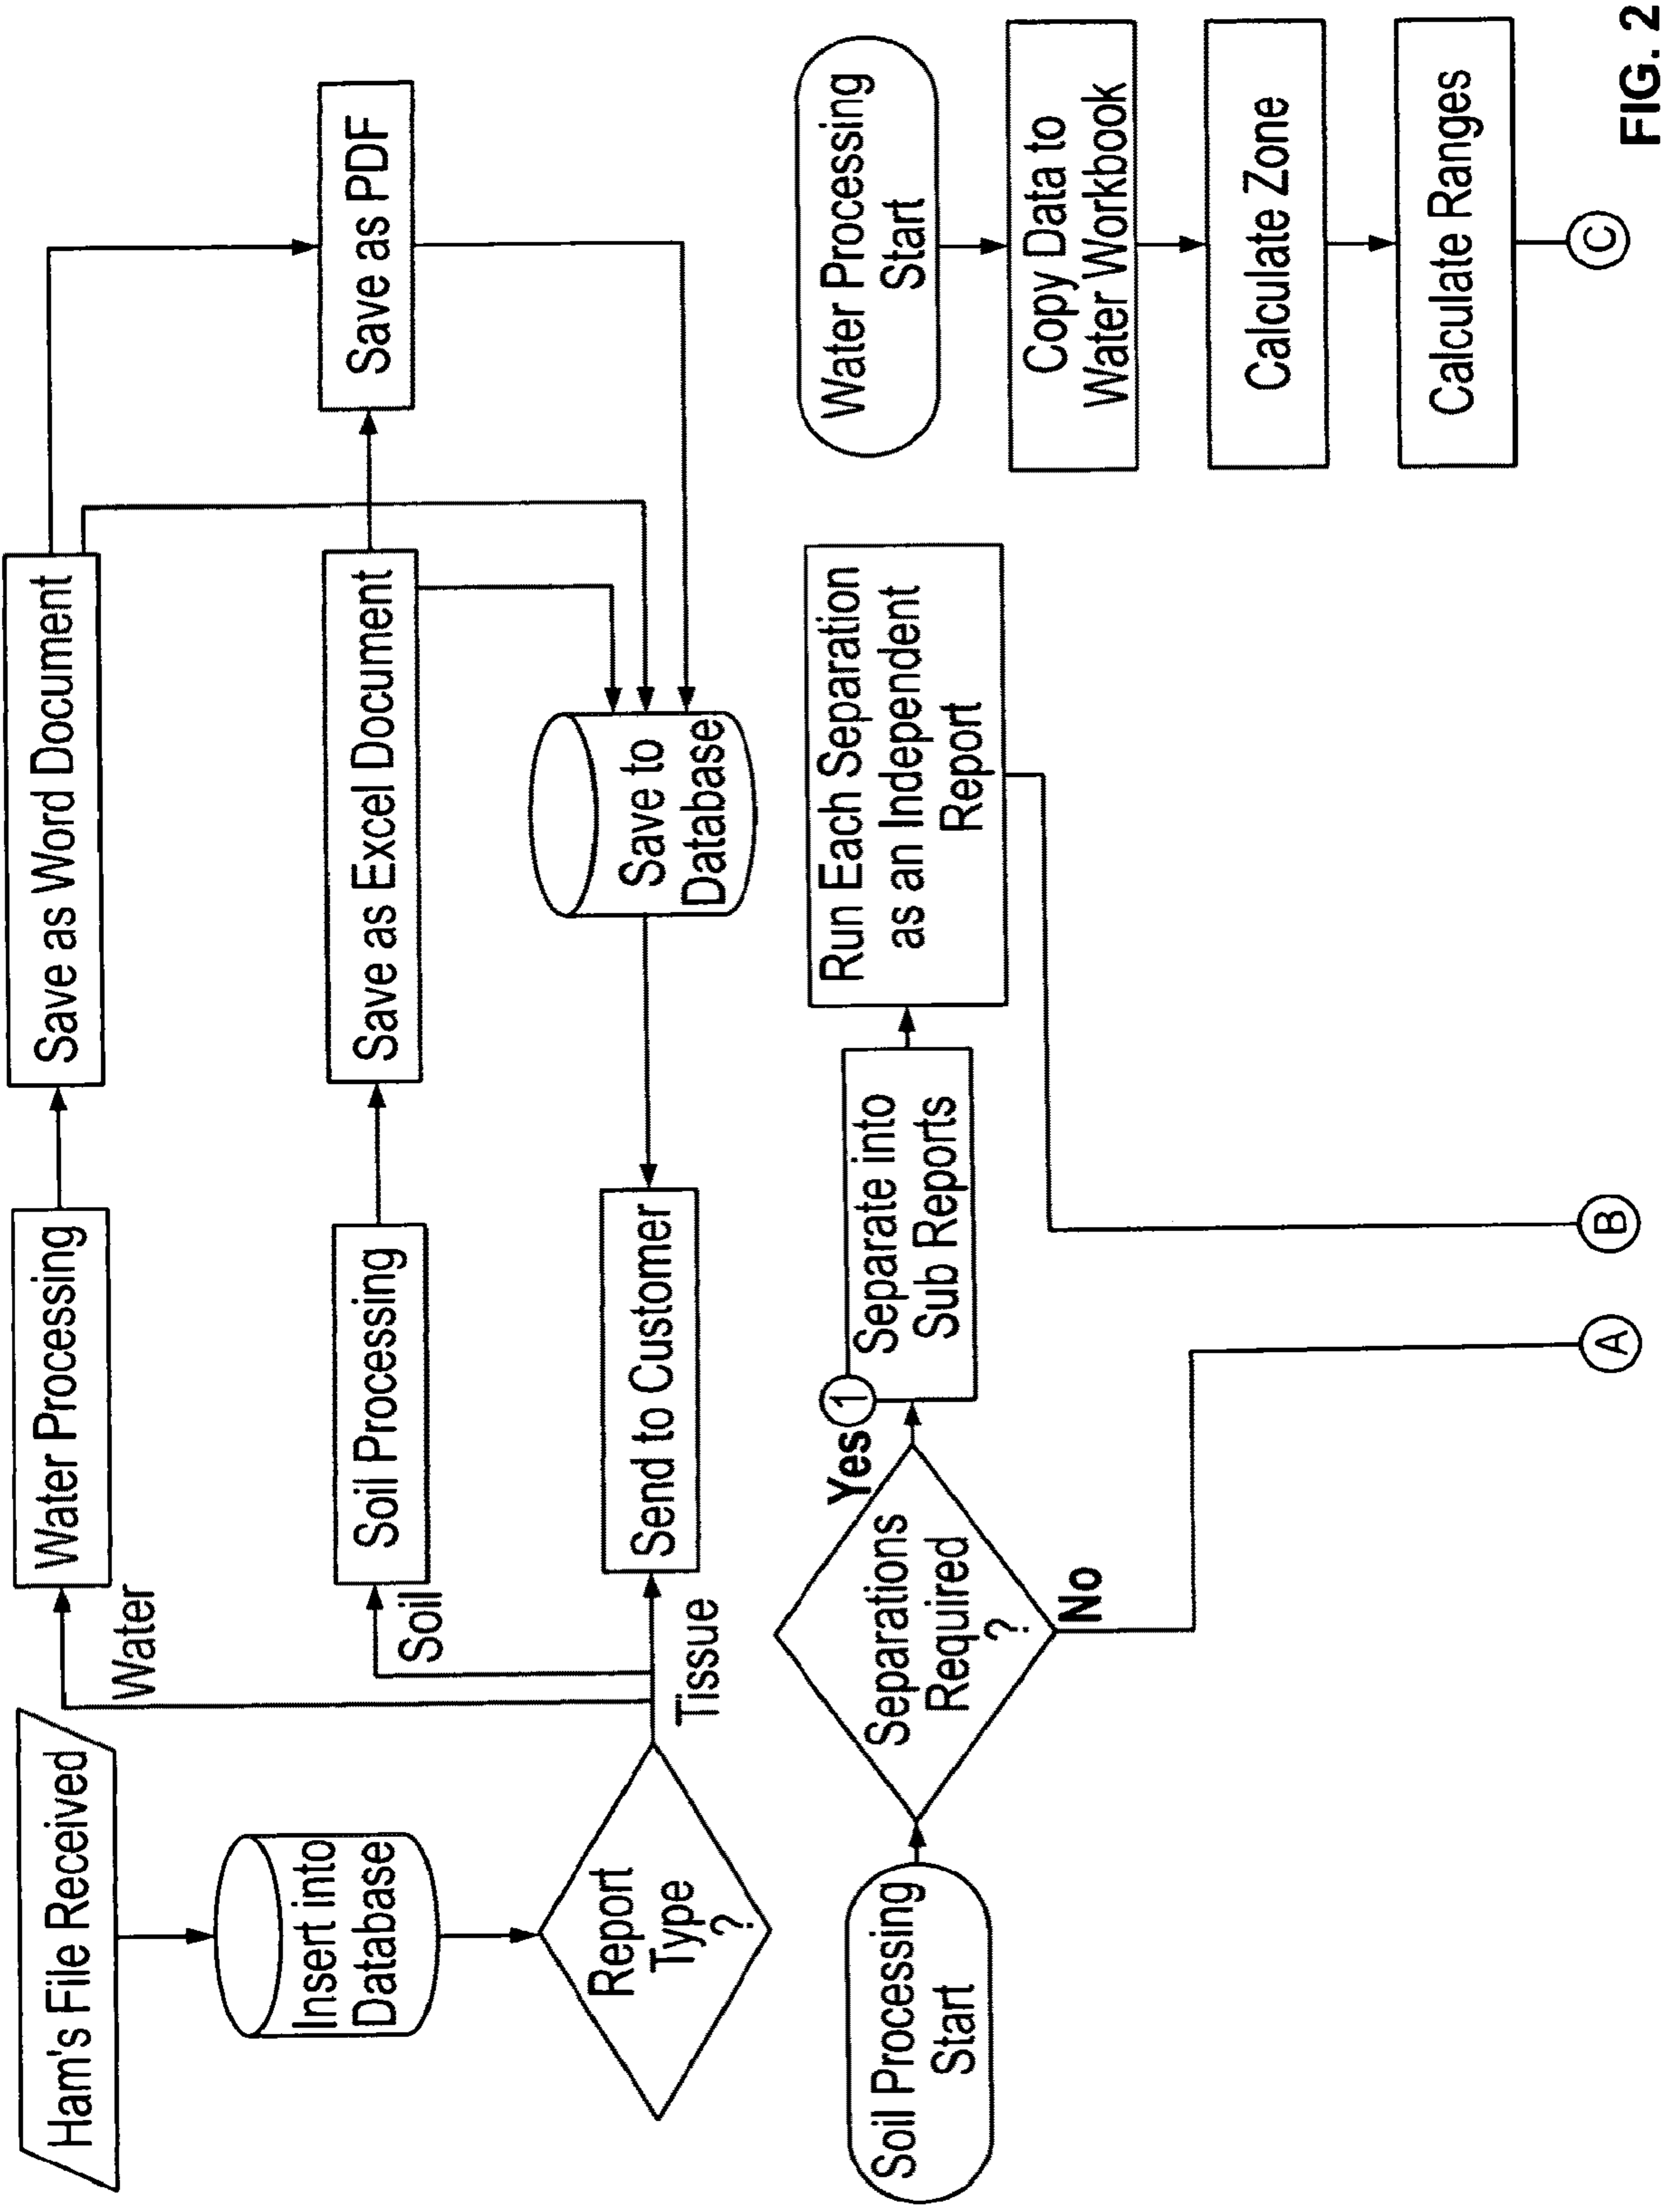 Ham's File Received
Insert into
Database
Report
Type
?
Water
Soil
Tissue
Water Processing
Soil Processing
Send to Customer
Save as Word Document
Save as Excel Document
Save to
Database
Save as PDF
Soil Processing
Start
Separations
Required
?
Yes
No
1
Separate into
Sub Reports
Run Each Separation
as an Independent
Report
A
B
Water Processing
Start
Copy Data to
Water Workbook
Calculate Zone
Calculate Ranges
C
FIG. 2